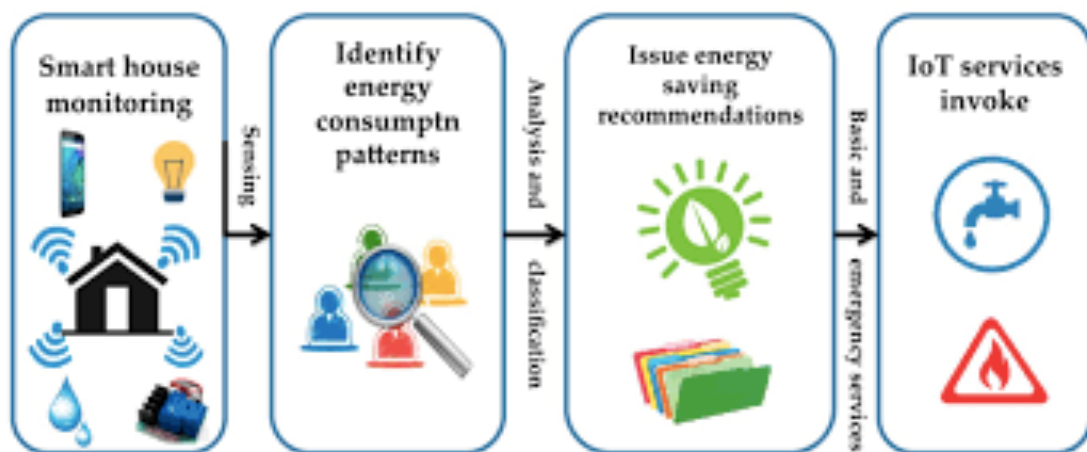 Smart house
monitoring
Sensing
Identify
energy
consumptn
patterns
Analysis and
classification
Issue energy
saving
recommendations
Basic and
emergency services
IoT services
invoke